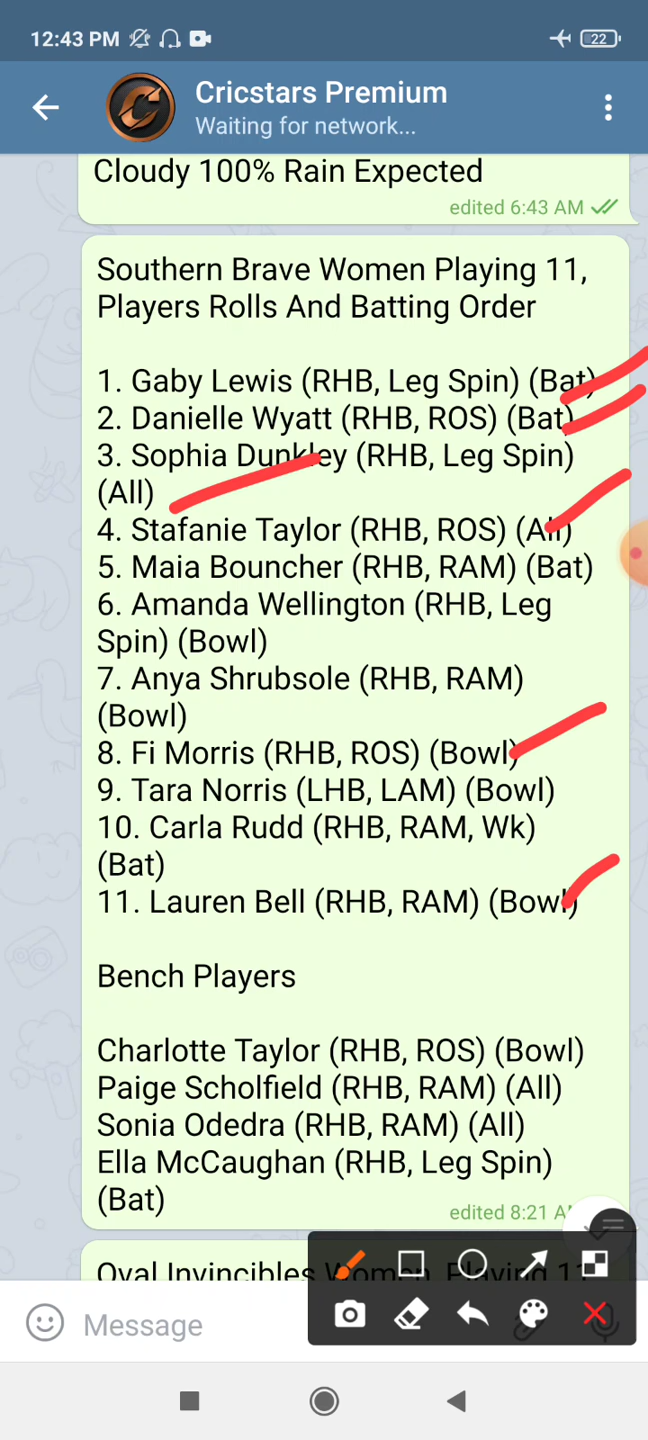 12:43 PM
22
Cricstars Premium
Waiting for network...
Cloudy 100% Rain Expected
edited 6:43 AM
Southern Brave Women Playing 11,
Players Rolls And Batting Order
1. Gaby Lewis (RHB, Leg Spin) (Bat)
2. Danielle Wyatt (RHB, ROS) (Bat)
3. Sophia Dunkley (RHB, Leg Spin)
(All)
4. Stafanie Taylor (RHB, ROS) (All)
5. Maia Bouncher (RHB, RAM) (Bat)
6. Amanda Wellington (RHB, Leg
Spin) (Bowl)
7. Anya Shrubsole (RHB, RAM)
(Bowl)
8. Fi Morris (RHB, ROS) (Bowl)
9. Tara Norris (LHB, LAM) (Bowl)
10. Carla Rudd (RHB, RAM, Wk)
(Bat)
11. Lauren Bell (RHB, RAM) (Bowl)
Bench Players
Charlotte Taylor (RHB, ROS) (Bowl)
Paige Scholfield (RHB, RAM) (All)
Sonia Odedra (RHB, RAM) (All)
Ella McCaughan (RHB, Leg Spin)
(Bat)
edited 8:21 AM
Oval Invincibles Women Playing 11
Message